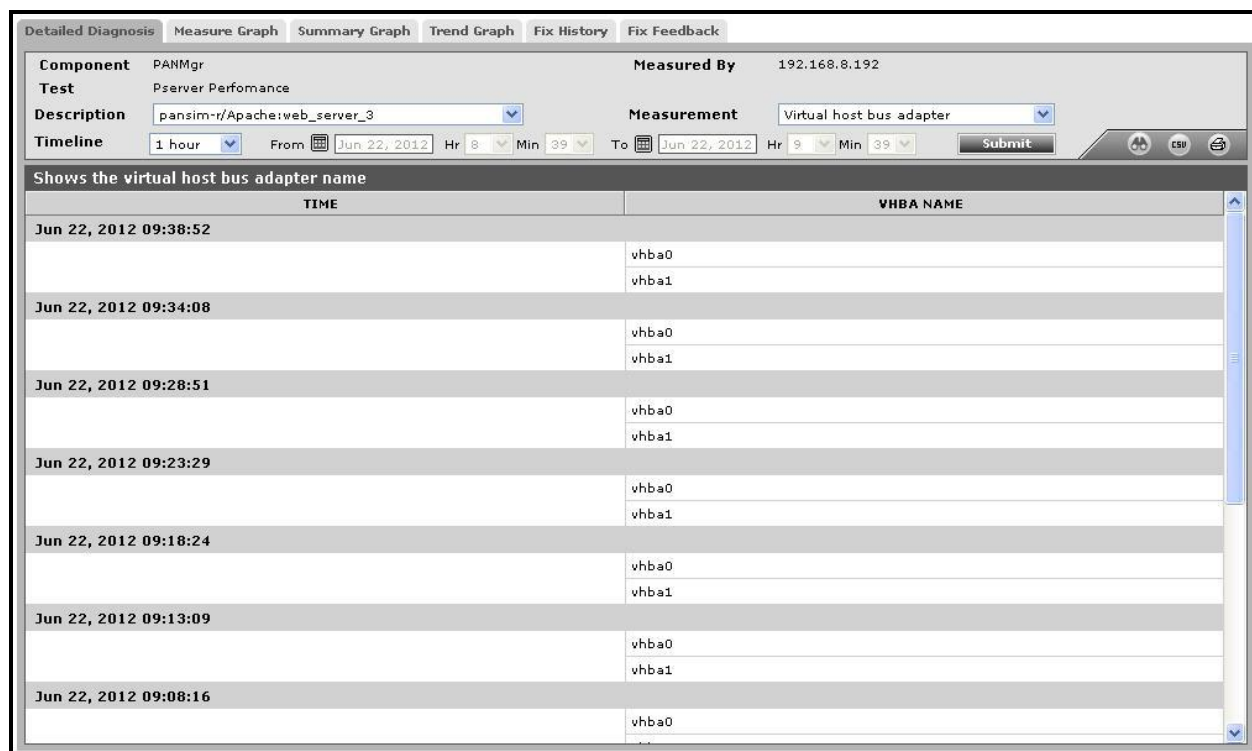 Detailed Diagnosis Measure Graph Summary Graph Trend Graph Fix History Fix Feedback
Component PANMgr Measured By 192.168.8.192
Test Pserver Perfomance
Description pansim-r/Apache:web_server_3 Measurement Virtual host bus adapter
Timeline 1 hour From Jun 22, 2012 Hr 8 Min 39 To Jun 22, 2012 Hr 9 Min 39 Submit CSV
Shows the virtual host bus adapter name
TIME VHBA NAME
Jun 22, 2012 09:38:52
vhba0
vhba1
Jun 22, 2012 09:34:08
vhba0
vhba1
Jun 22, 2012 09:28:51
vhba0
vhba1
Jun 22, 2012 09:23:29
vhba0
vhba1
Jun 22, 2012 09:18:24
vhba0
vhba1
Jun 22, 2012 09:13:09
vhba0
vhba1
Jun 22, 2012 09:08:16
vhba0